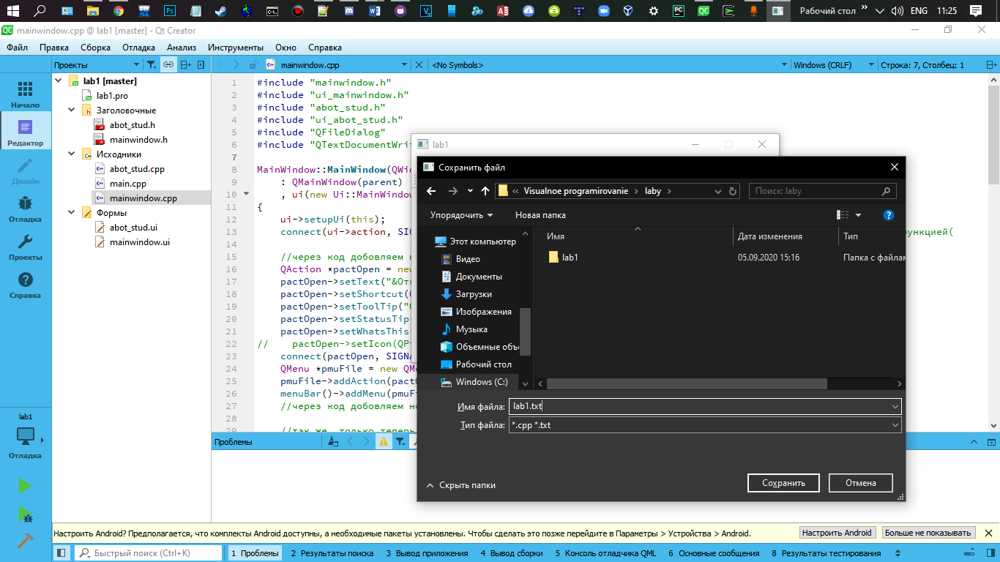 Рабочий стол
ENG
11:25
mainwindow.cpp @ lab1 [master] - Qt Creator
Файл Правка Сборка Отладка Анализ Инструменты Окно Справка
Проекты
mainwindow.cpp
<No Symbols>
Windows (CRLF)
Строка: 7, Столбец: 1
Начало
Редактор
Дизайн
Отладка
Проекты
Справка
lab1
Отладка
lab1 [master]
lab1.pro
Заголовочные
abot_stud.h
mainwindow.h
Исходники
abot_stud.cpp
main.cpp
mainwindow.cpp
Формы
abot_stud.ui
mainwindow.ui
1 #include "mainwindow.h"
2 #include "ui_mainwindow.h"
3 #include "abot_stud.h"
4 #include "ui_abot_stud.h"
5 #include "QFileDialog"
6 #include "QTextDocumentWri
7
8 MainWindow::MainWindow(QWi
9 : QMainWindow(parent)
10 , ui(new Ui::MainWindow
11 {
12 ui->setupUi(this);
13 connect(ui->action, SIG
функцией(
14
15 //через код добовляем н
16 QAction *pactOpen = new
17 pactOpen->setText("&От
18 pactOpen->setShortcut(
19 pactOpen->setToolTip("
20 pactOpen->setStatusTip
21 pactOpen->setWhatsThis
22 // pactOpen->setIcon(QP
23 connect(pactOpen, SIGN
24 QMenu *pmuFile = new QMe
25 pmuFile->addAction(pact
26 menuBar()->addMenu(pmuFi
27 //через код добовляем н
28
29 //так же, только теперь
lab1
Сохранить файл
« Visualnoe programirovanie › laby ›
Поиск: laby
Упорядочить
Новая папка
Этот компьютер
Видео
Документы
Загрузки
Изображения
Музыка
Объемные объ
Рабочий стол
Windows (C:)
Имя
Дата изменения
Тип
lab1
05.09.2020 15:16
Папка с файлам
Имя файла: lab1.txt
Тип файла: *.cpp *.txt
Скрыть папки
Сохранить
Отмена
Проблемы
Настроить Android? Предполагается, что комплекты Android доступны, а необходимые пакеты установлены. Чтобы сделать это позже перейдите в Параметры > Устройства > Android.
Настроить Android
Больше не показывать
Быстрый поиск (Ctrl+K)
1 Проблемы
2 Результаты поиска
3 Вывод приложения
4 Вывод сборки
5 Консоль отладчика QML
6 Основные сообщения
8 Результаты тестирования